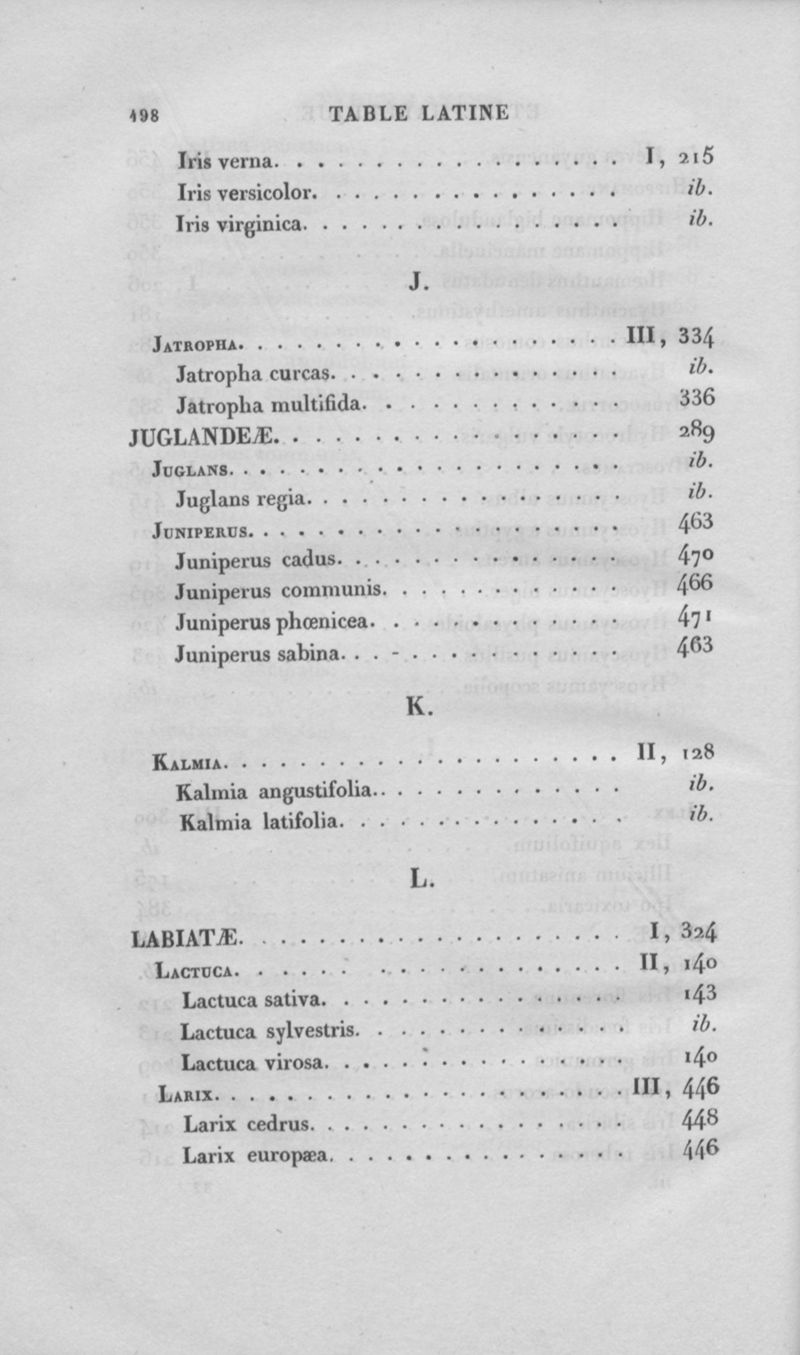 498 TABLE LATINE
Iris verna. . . . . . . . . . . . . . . . . . I, 215
Iris versicolor. . . . . . . . . . . . . . . . ib.
Iris virginica. . . . . . . . . . . . . . . . . ib.
J.
JATROPHA. . . . . . . . . . . . . . . . . . . . III, 334
Jatropha curcas. . . . . . . . . . . . . . . ib.
Jatropha multifida. . . . . . . . . . . . . 336
JUGLANDEÆ. . . . . . . . . . . . . . . . . . 289
JUGLANS. . . . . . . . . . . . . . . . . . . . ib.
Juglans regia. . . . . . . . . . . . . . . . . ib.
JUNIPERUS. . . . . . . . . . . . . . . . . . . 463
Juniperus cadus. . . . . . . . . . . . . . . 470
Juniperus communis. . . . . . . . . . . . 466
Juniperus phœnicea. . . . . . . . . . . . . 471
Juniperus sabina. . . - . . . . . . . . . . . 463
K.
KALMIA. . . . . . . . . . . . . . . . . . . . . II, 128
Kalmia angustifolia. . . . . . . . . . . . . . ib.
Kalmia latifolia. . . . . . . . . . . . . . . ib.
L.
LABIATÆ. . . . . . . . . . . . . . . . . . . I, 324
LACTUCA. . . . . . . . . . . . . . . . . . . II, 140
Lactuca sativa. . . . . . . . . . . . . . . . 143
Lactuca sylvestris. . . . . . . . . . . . . . ib.
Lactuca virosa. . . . . . . . . . . . . . . . 140
LARIX. . . . . . . . . . . . . . . . . . . . . . III, 446
Larix cedrus. . . . . . . . . . . . . . . . . 448
Larix europæa. . . . . . . . . . . . . . . . 446